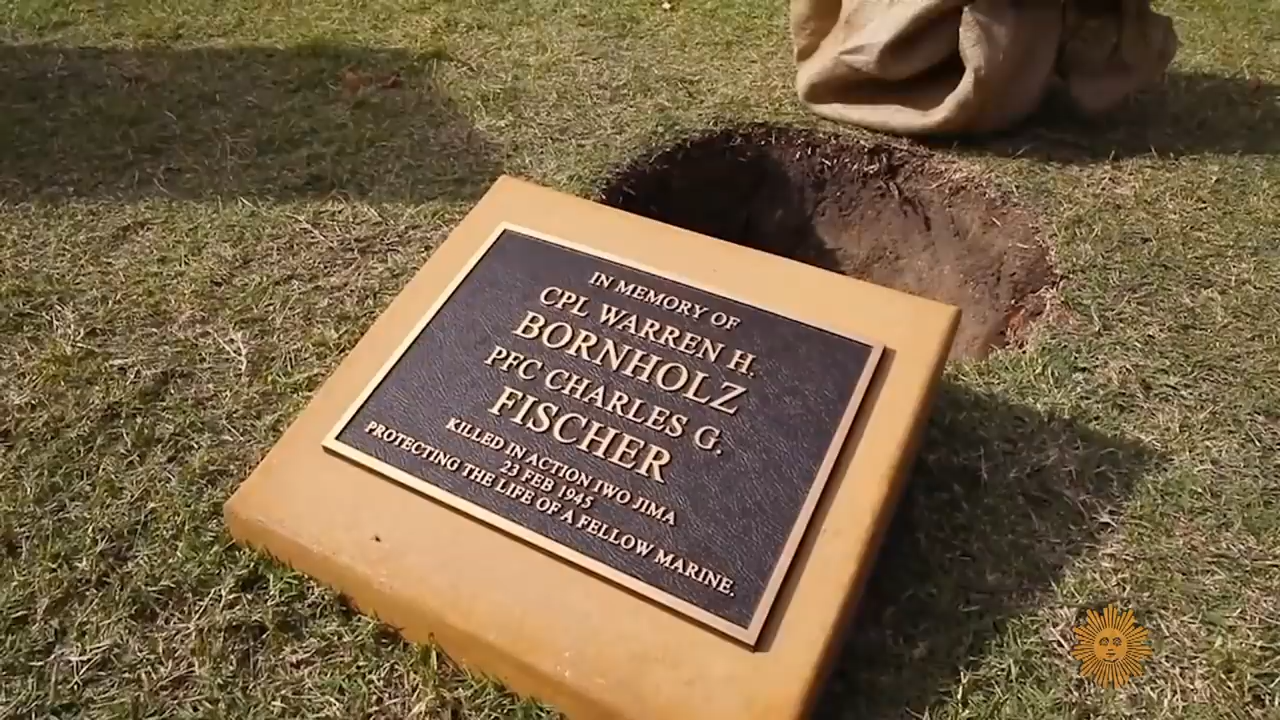 IN MEMORY OF
CPL WARREN H.
BORNHOLZ
PFC CHARLES G.
FISCHER
KILLED IN ACTION IWO JIMA
23 FEB 1945
PROTECTING THE LIFE OF A FELLOW MARINE.